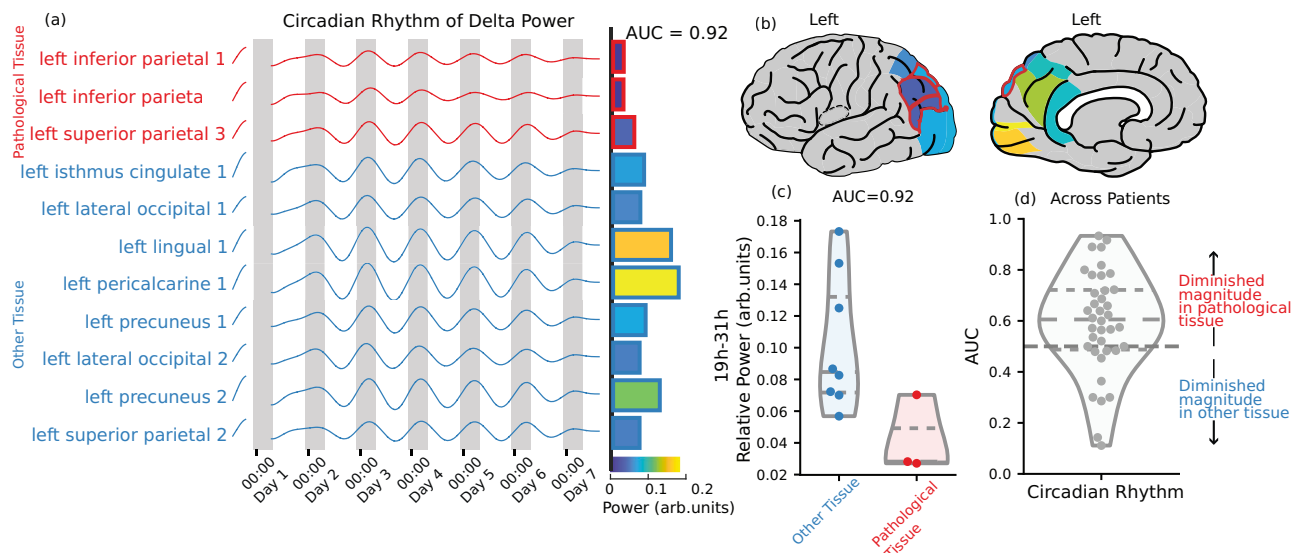 (a)
Circadian Rhythm of Delta Power
AUC = 0.92
Pathological Tissue
left inferior parietal 1
left inferior parieta
left superior parietal 3
Other Tissue
left isthmus cingulate 1
left lateral occipital 1
left lingual 1
left pericalcarine 1
left precuneus 1
left lateral occipital 2
left precuneus 2
left superior parietal 2
00:00
Day 1
00:00
Day 2
00:00
Day 3
00:00
Day 4
00:00
Day 5
00:00
Day 6
00:00
Day 7
0
0.1
0.2
Power (arb.units)
(b)
Left
Left
(c)
AUC=0.92
19h-31h
Relative Power (arb.units)
0.18
0.16
0.14
0.12
0.10
0.08
0.06
0.04
0.02
Other Tissue
Pathological
Tissue
(d)
Across Patients
AUC
1.0
0.8
0.6
0.4
0.2
0.0
Circadian Rhythm
Diminished
magnitude
in pathological
tissue
Diminished
magnitude
in other tissue